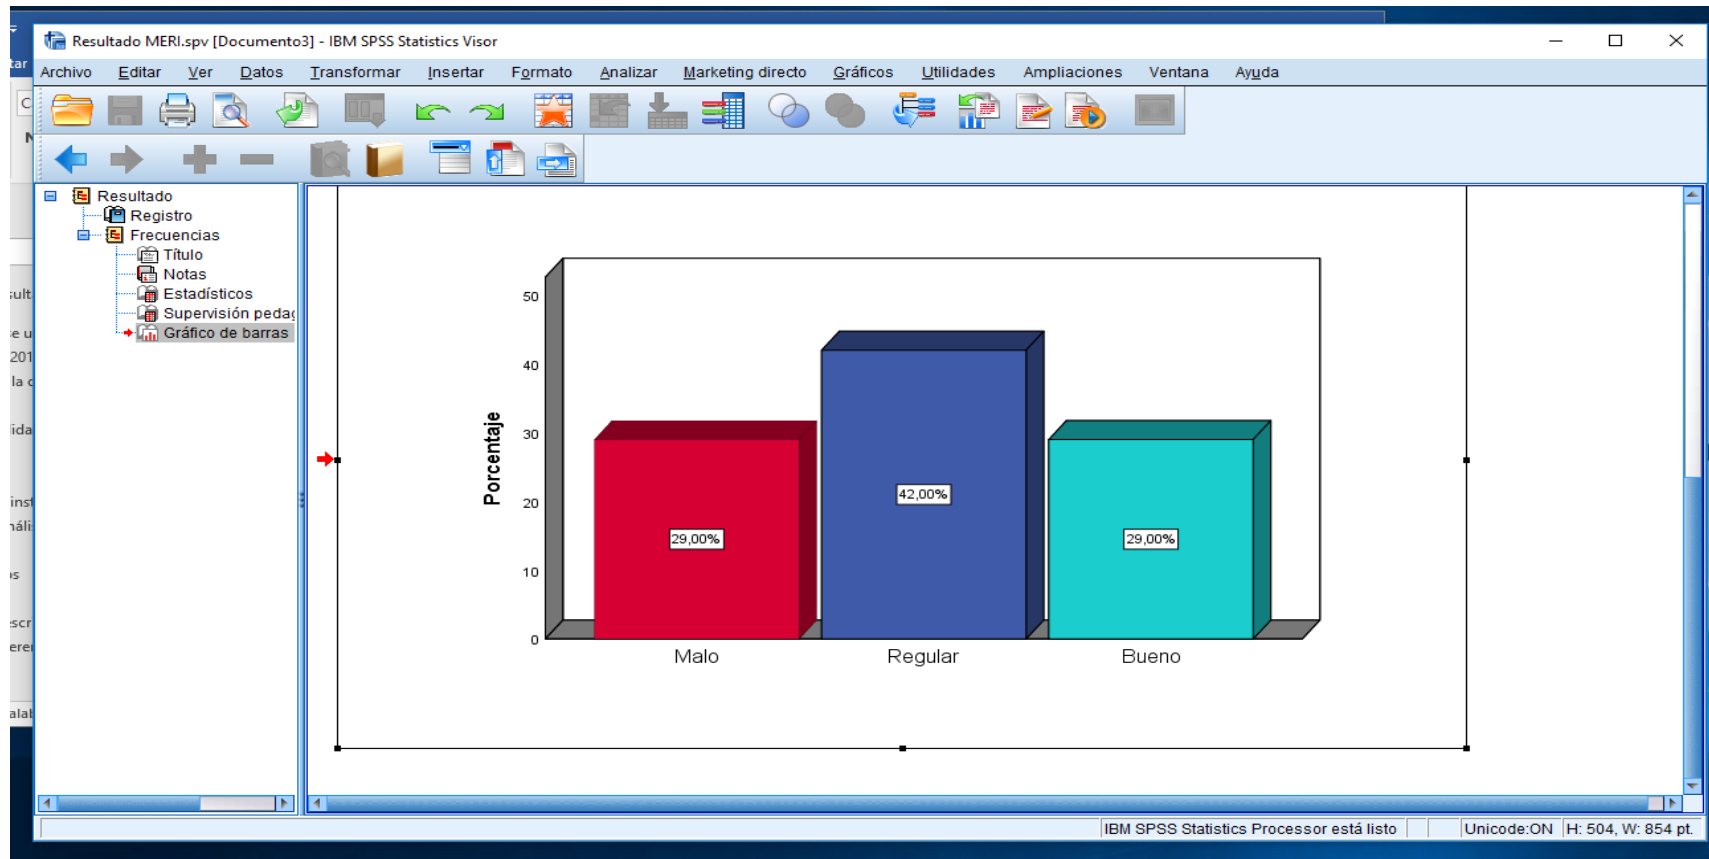 Resultado MERI.spv [Documento3] - IBM SPSS Statistics Visor
Archivo Editar Ver Datos Transformar Insertar Formato Analizar Marketing directo Gráficos Utilidades Ampliaciones Ventana Ayuda
Resultado
Registro
Frecuencias
Título
Notas
Estadísticos
Supervisión pedag
Gráfico de barras
Porcentaje
50
40
30
20
10
0
29,00%
42,00%
29,00%
Malo Regular Bueno
IBM SPSS Statistics Processor está listo Unicode:ON H: 504, W: 854 pt.